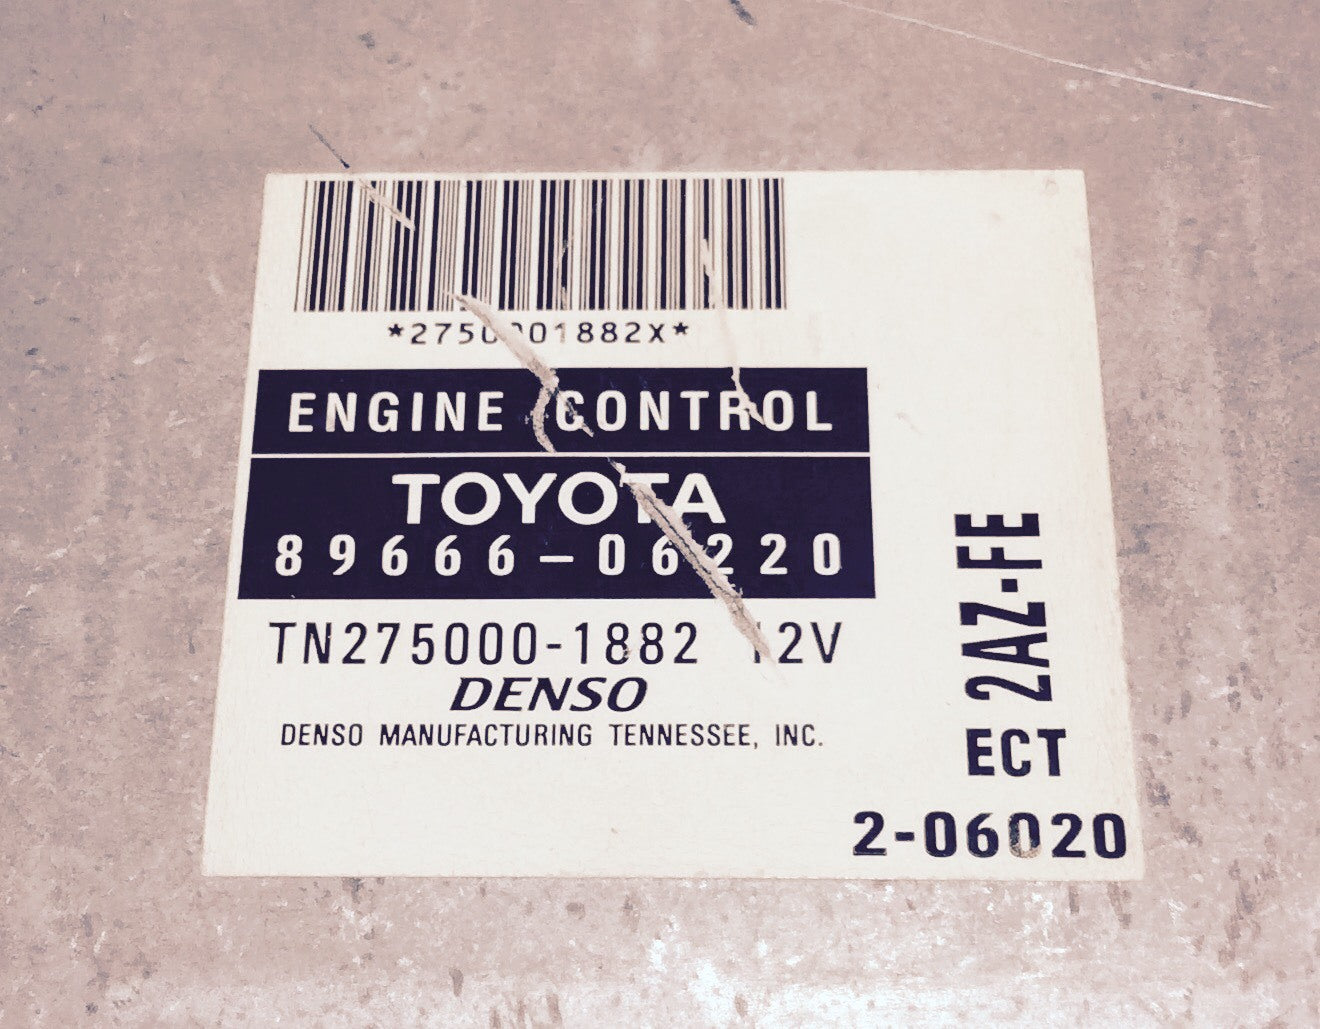 *2750001882X*
ENGINE CONTROL
TOYOTA
89666-06220
TN275000-1882 12V
DENSO
DENSO MANUFACTURING TENNESSEE, INC.
2AZ-FE
ECT
2-06020